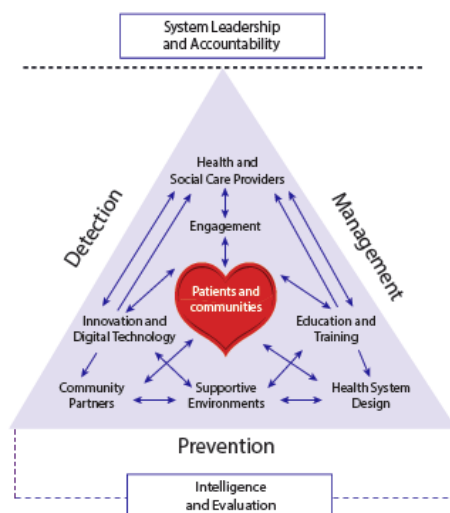 System Leadership
and Accountability
Health and
Social Care Providers
Detection
Management
Engagement
Patients and
communities
Innovation and
Digital Technology
Education and
Training
Community
Partners
Supportive
Environments
Health System
Design
Prevention
Intelligence
and Evaluation